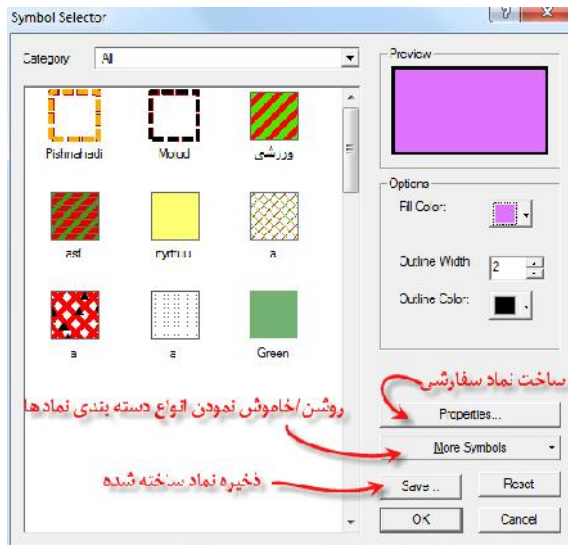 Symbol Selector
Category: All
Preview
Pishnahadi Mojud ورزشی
Options
Fill Color:
asf a
Outline Width: 2
Outline Color:
a a Green
ساخت نماد سفارشی
Properties...
روشن/خاموش نمودن انواع دسته بندی نمادها
More Symbols
ذخیره نماد ساخته شده
Save... Reset
OK Cancel